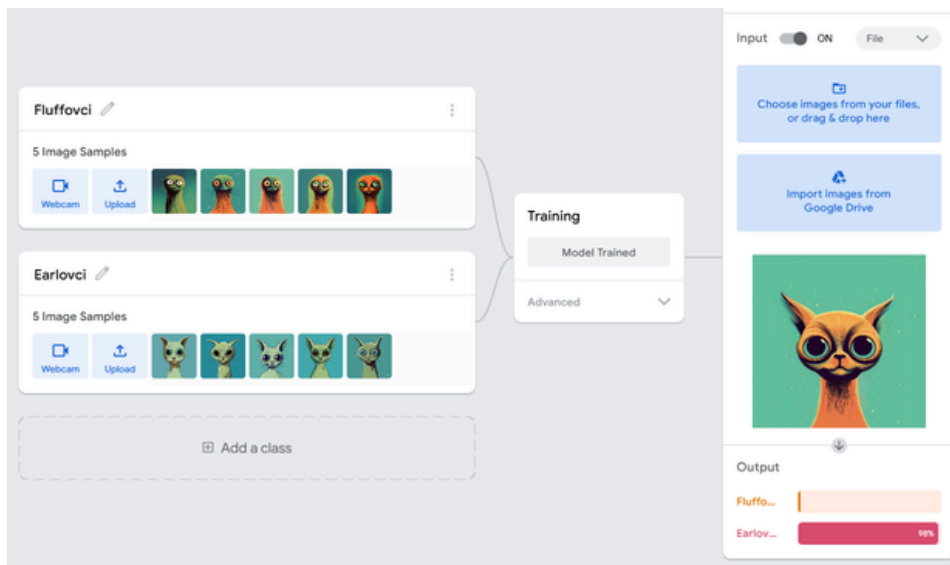 Fluffovci
5 Image Samples
Webcam
Upload
Earlovci
5 Image Samples
Webcam
Upload
Add a class
Training
Model Trained
Advanced
Input
ON
File
Choose images from your files,
or drag & drop here
Import images from
Google Drive
Output
Fluffo...
Earlov...
98%